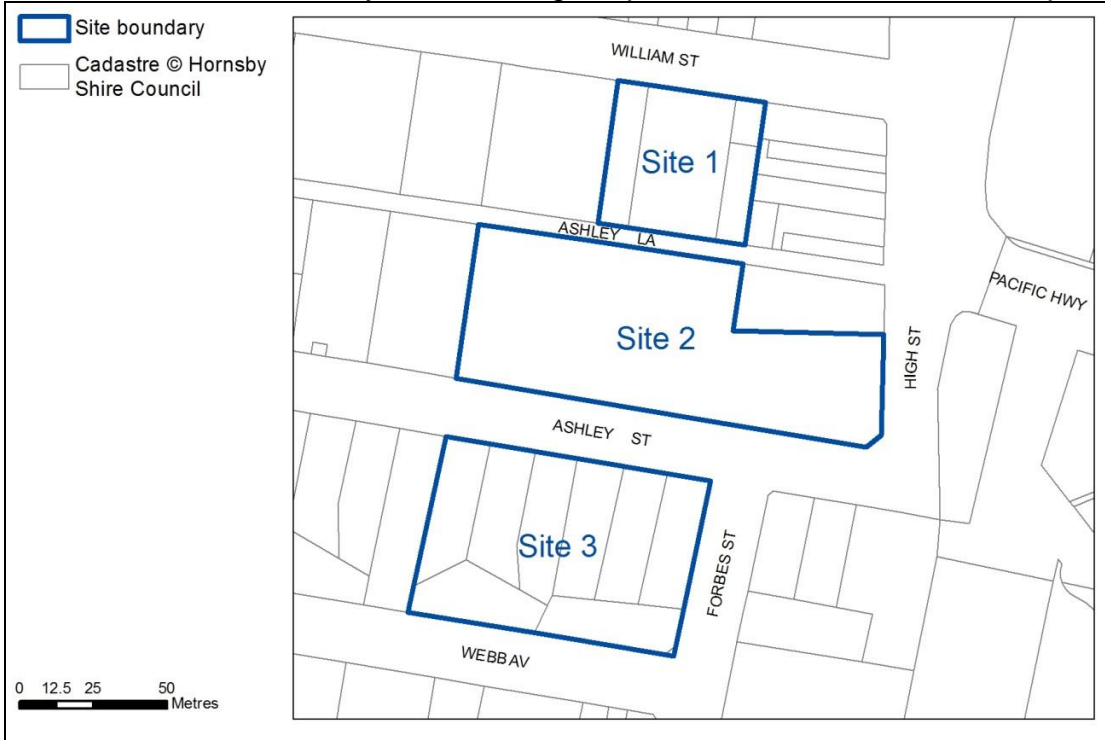 Site boundary
Cadastre © Hornsby
Shire Council
WILLIAM ST
Site 1
ASHLEY LA
PACIFIC HWY
Site 2
HIGH ST
ASHLEY ST
Site 3
FORBES ST
WEBB AV
0 12.5 25 50
Metres